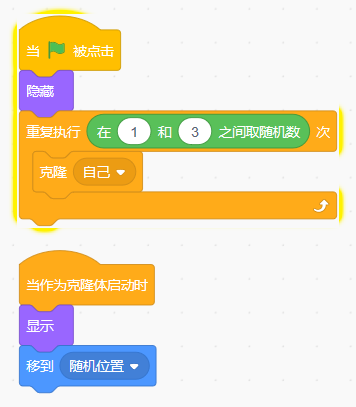 当 被点击
隐藏
重复执行 在 1 和 3 之间取随机数 次
克隆 自己
当作为克隆体启动时
显示
移到 随机位置